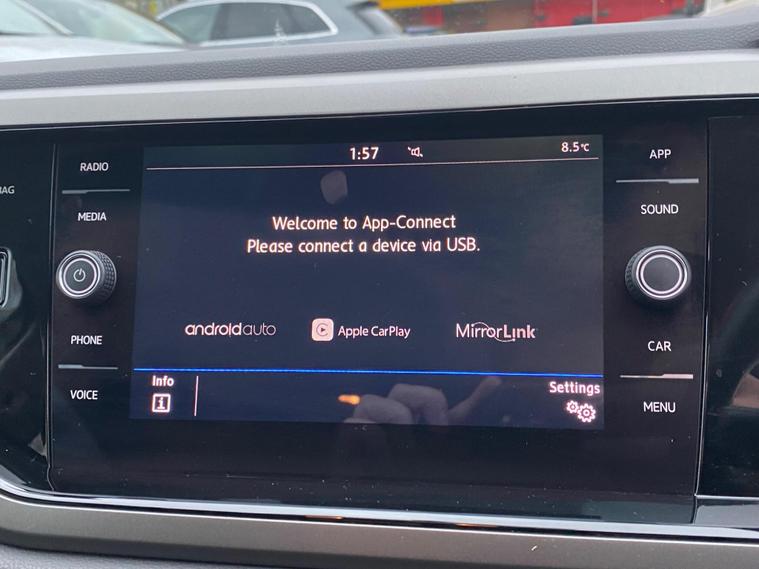 RADIO
MEDIA
PHONE
VOICE
1:57
8.5°C
Welcome to App-Connect
Please connect a device via USB.
androidauto
Apple CarPlay
MirrorLink
Info
i
Settings
APP
SOUND
CAR
MENU